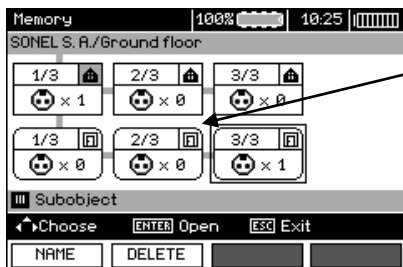 Memory 100% 10:25
SONEL S. A./Ground floor
1/3 2/3 3/3
× 1 × 0 × 0
1/3 2/3 3/3
× 0 × 0 × 1
Subobject
Choose ENTER Open ESC Exit
NAME DELETE